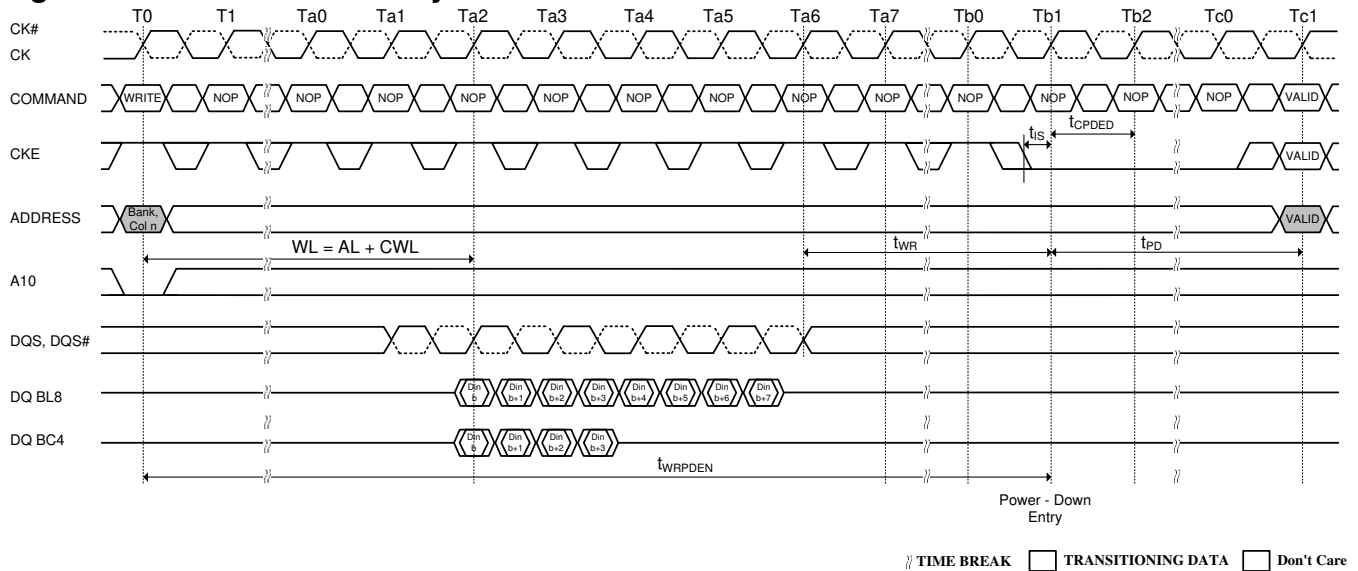 T0 T1 Ta0 Ta1 Ta2 Ta3 Ta4 Ta5 Ta6 Ta7 Tb0 Tb1 Tb2 Tc0 Tc1
CK#
CK
COMMAND WRITE NOP NOP NOP NOP NOP NOP NOP NOP NOP NOP NOP NOP NOP VALID
tIS tCPDED
CKE VALID
ADDRESS Bank, Col n VALID
WL = AL + CWL tWR tPD
A10
DQS, DQS#
DQ BL8 Din b Din b+1 Din b+2 Din b+3 Din b+4 Din b+5 Din b+6 Din b+7
DQ BC4 Din b Din b+1 Din b+2 Din b+3
tWRPDEN
Power - Down
Entry
TIME BREAK TRANSITIONING DATA Don't Care